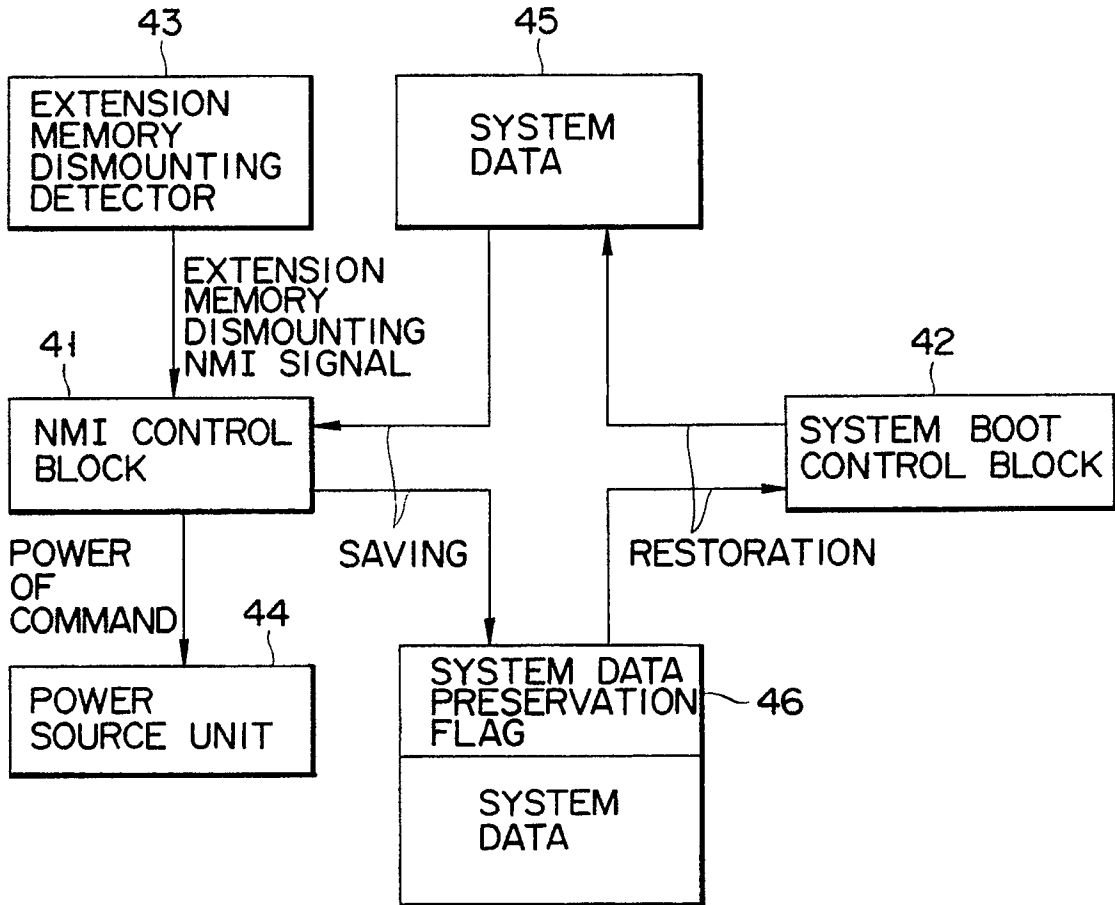 43
EXTENSION
MEMORY
DISMOUNTING
DETECTOR
45
SYSTEM
DATA
EXTENSION
MEMORY
DISMOUNTING
NMI SIGNAL
41
NMI CONTROL
BLOCK
42
SYSTEM BOOT
CONTROL BLOCK
POWER
OF
COMMAND
SAVING
RESTORATION
44
POWER
SOURCE UNIT
SYSTEM DATA
PRESERVATION
FLAG
46
SYSTEM
DATA